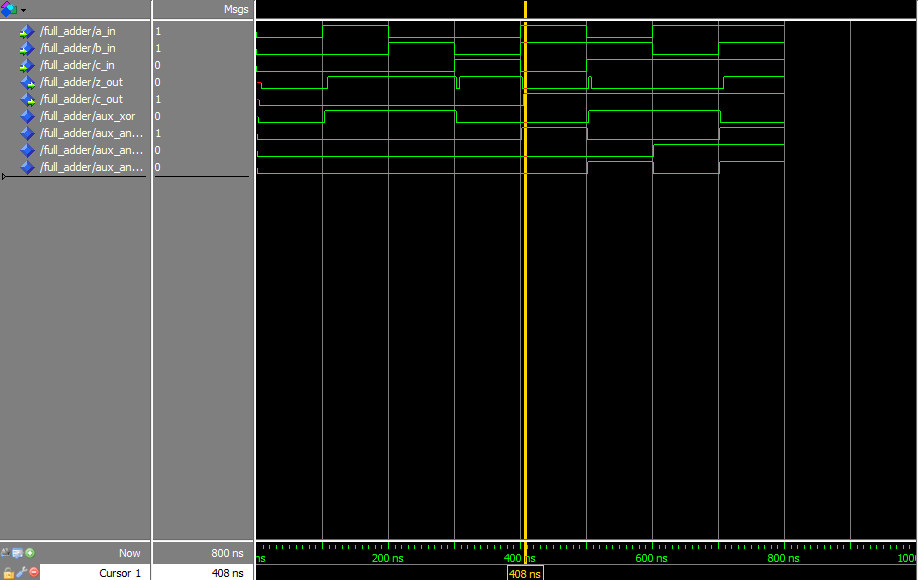 Msgs
/full_adder/a_in 1
/full_adder/b_in 1
/full_adder/c_in 0
/full_adder/z_out 0
/full_adder/c_out 1
/full_adder/aux_xor 0
/full_adder/aux_an... 1
/full_adder/aux_an... 0
/full_adder/aux_an... 0
Now 800 ns ns 200 ns 400 ns 600 ns 800 ns 100
Cursor 1 408 ns 408 ns